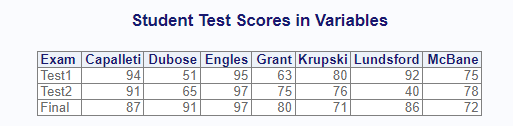 Student Test Scores in Variables
Exam Capalleti Dubose Engles Grant Krupski Lundsford McBane
Test1 94 51 95 63 80 92 75
Test2 91 65 97 75 76 40 78
Final 87 91 97 80 71 86 72